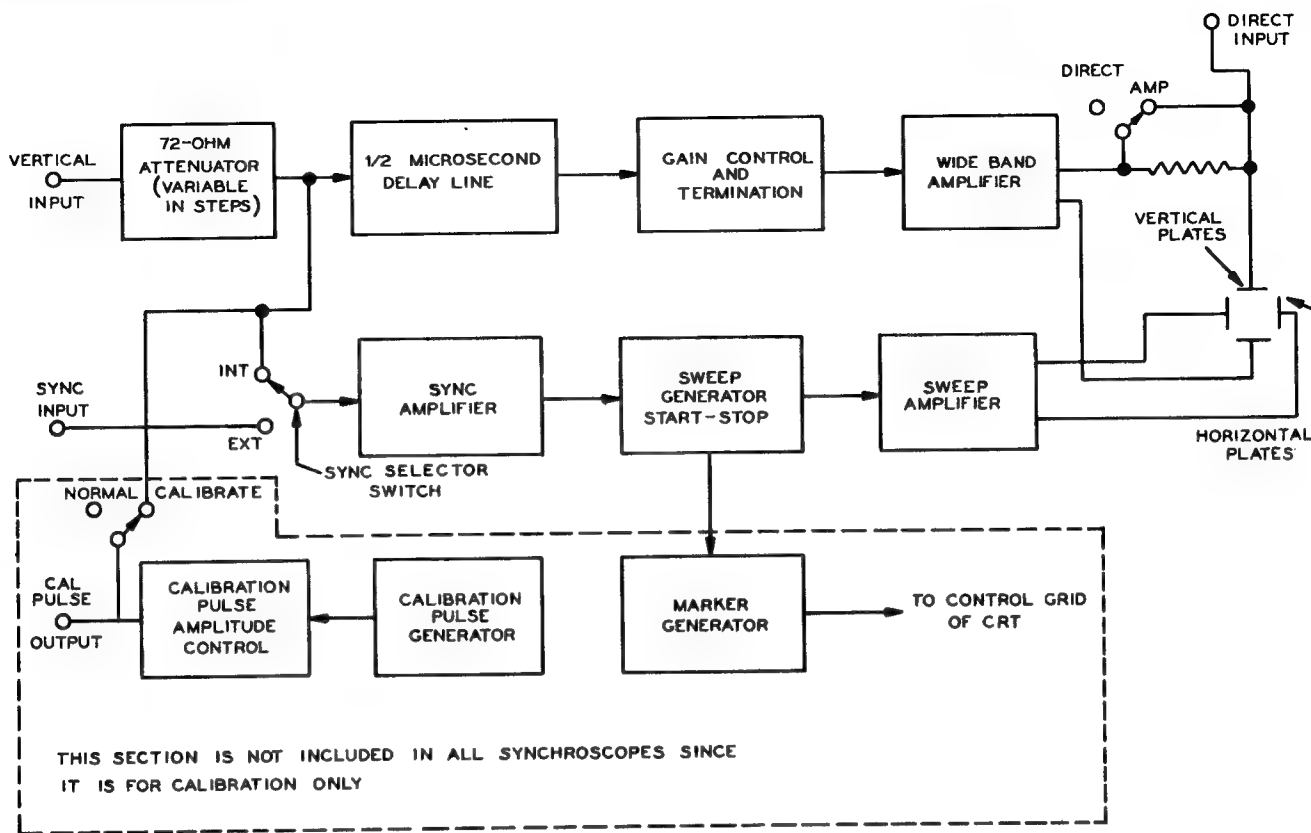 DIRECT
INPUT
DIRECT
AMP
72-OHM
ATTENUATOR
(VARIABLE
IN STEPS)
1/2 MICROSECOND
DELAY LINE
GAIN CONTROL
AND
TERMINATION
WIDE BAND
AMPLIFIER
VERTICAL
INPUT
VERTICAL
PLATES
INT
SYNC
AMPLIFIER
SWEEP
GENERATOR
START-STOP
SWEEP
AMPLIFIER
SYNC
INPUT
EXT
HORIZONTAL
PLATES
SYNC SELECTOR
SWITCH
NORMAL CALIBRATE
CAL
PULSE
OUTPUT
CALIBRATION
PULSE
AMPLITUDE
CONTROL
CALIBRATION
PULSE
GENERATOR
MARKER
GENERATOR
TO CONTROL GRID
OF CRT
THIS SECTION IS NOT INCLUDED IN ALL SYNCHROSCOPES SINCE
IT IS FOR CALIBRATION ONLY